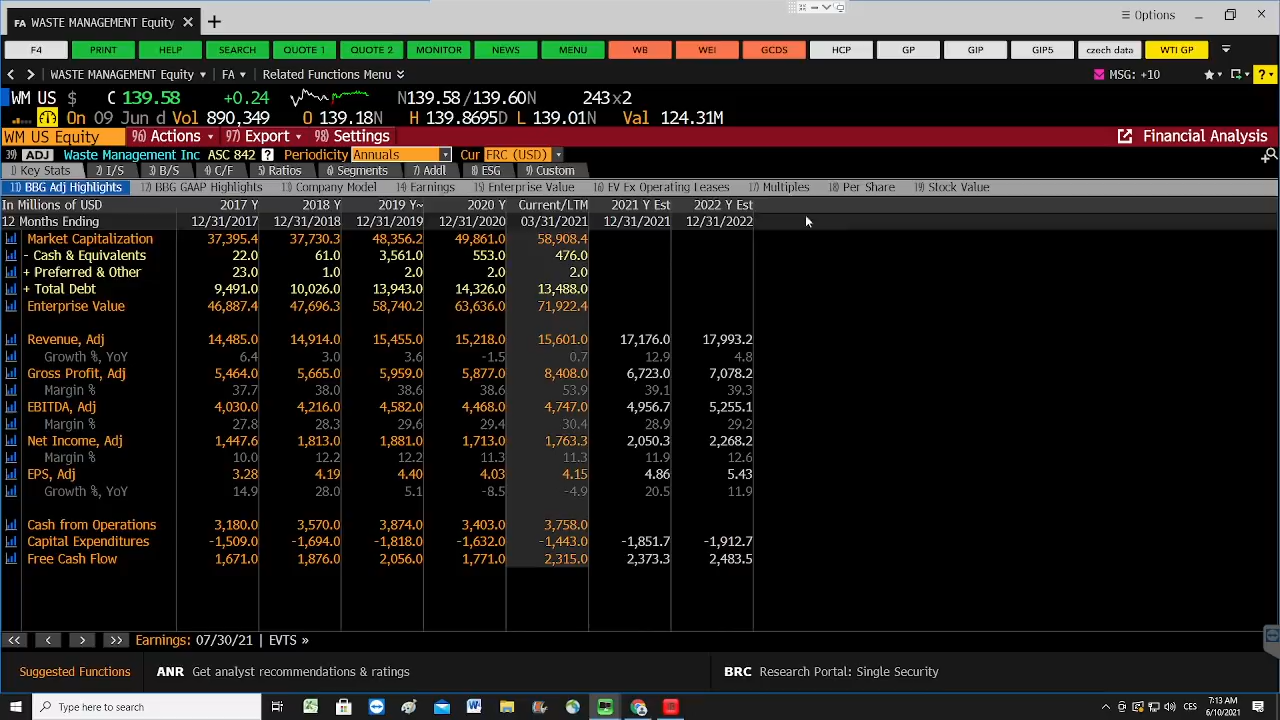 FA WASTE MANAGEMENT Equity × +
Options
F4 PRINT HELP SEARCH QUOTE 1 QUOTE 2 MONITOR NEWS MENU WB WEI GCDS HCP GP GIP GIP5 czech data WTI GP
WASTE MANAGEMENT Equity FA Related Functions Menu MSG: +10 ?
WM US $ C 139.58 +0.24 N139.58/139.60N 243x2
On 09 Jun d Vol 890,349 O 139.18N H 139.8695D L 139.01N Val 124.31M
WM US Equity 96) Actions 97) Export 98) Settings Financial Analysis
39) ADJ Waste Management Inc ASC 842 ? Periodicity Annuals Cur FRC (USD)
1) Key Stats 2) I/S 3) B/S 4) C/F 5) Ratios 6) Segments 7) Addl 8) ESG 9) Custom
11) BBG Adj Highlights 12) BBG GAAP Highlights 13) Company Model 14) Earnings 15) Enterprise Value 16) EV Ex Operating Leases 17) Multiples 18) Per Share 19) Stock Value
In Millions of USD 2017 Y 2018 Y 2019 Y~ 2020 Y Current/LTM 2021 Y Est 2022 Y Est
12 Months Ending 12/31/2017 12/31/2018 12/31/2019 12/31/2020 03/31/2021 12/31/2021 12/31/2022
Market Capitalization 37,395.4 37,730.3 48,356.2 49,861.0 58,908.4
- Cash & Equivalents 22.0 61.0 3,561.0 553.0 476.0
+ Preferred & Other 23.0 1.0 2.0 2.0 2.0
+ Total Debt 9,491.0 10,026.0 13,943.0 14,326.0 13,488.0
Enterprise Value 46,887.4 47,696.3 58,740.2 63,636.0 71,922.4
Revenue, Adj 14,485.0 14,914.0 15,455.0 15,218.0 15,601.0 17,176.0 17,993.2
Growth %, YoY 6.4 3.0 3.6 -1.5 0.7 12.9 4.8
Gross Profit, Adj 5,464.0 5,665.0 5,959.0 5,877.0 8,408.0 6,723.0 7,078.2
Margin % 37.7 38.0 38.6 38.6 53.9 39.1 39.3
EBITDA, Adj 4,030.0 4,216.0 4,582.0 4,468.0 4,747.0 4,956.7 5,255.1
Margin % 27.8 28.3 29.6 29.4 30.4 28.9 29.2
Net Income, Adj 1,447.6 1,813.0 1,881.0 1,713.0 1,763.3 2,050.3 2,268.2
Margin % 10.0 12.2 12.2 11.3 11.3 11.9 12.6
EPS, Adj 3.28 4.19 4.40 4.03 4.15 4.86 5.43
Growth %, YoY 14.9 28.0 5.1 -8.5 -4.9 20.5 11.9
Cash from Operations 3,180.0 3,570.0 3,874.0 3,403.0 3,758.0
Capital Expenditures -1,509.0 -1,694.0 -1,818.0 -1,632.0 -1,443.0 -1,851.7 -1,912.7
Free Cash Flow 1,671.0 1,876.0 2,056.0 1,771.0 2,315.0 2,373.3 2,483.5
<< < > >> Earnings: 07/30/21 | EVTS »
Suggested Functions ANR Get analyst recommendations & ratings BRC Research Portal: Single Security
Type here to search CES 7:13 AM
6/10/2021